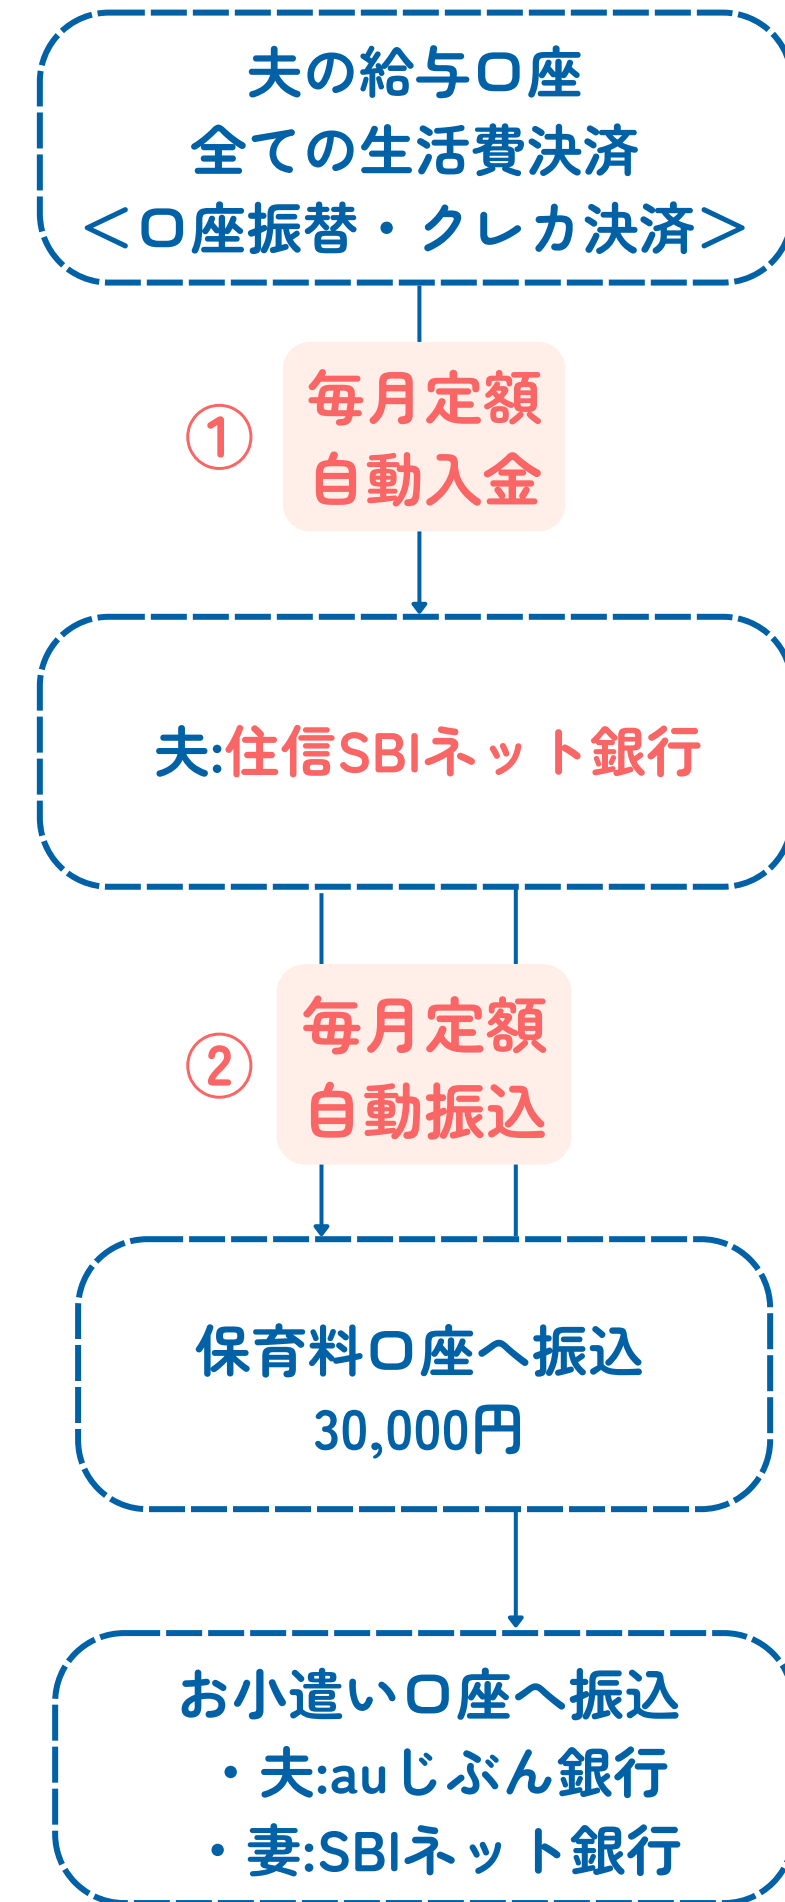 夫の給与口座
全ての生活費決済
＜口座振替・クレカ決済＞
①
毎月定額
自動入金
夫:住信SBIネット銀行
②
毎月定額
自動振込
保育料口座へ振込
30,000円
お小遣い口座へ振込
・夫:auじぶん銀行
・妻:SBIネット銀行